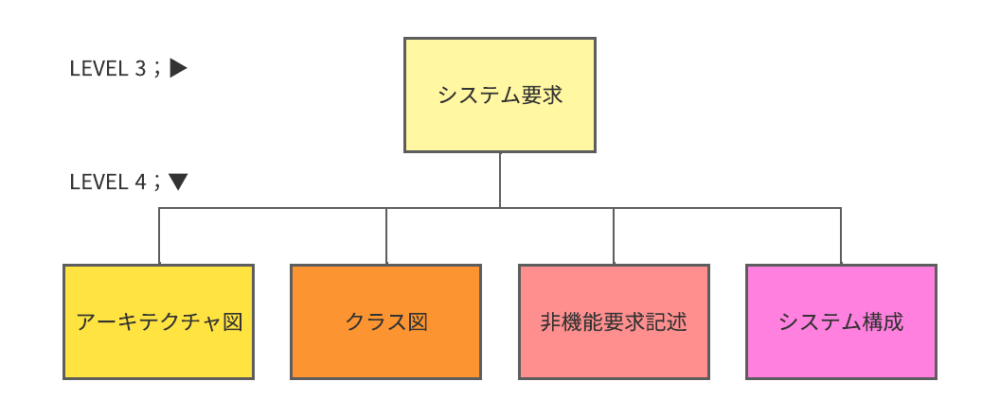 LEVEL 3 ; ▶
システム要求
LEVEL 4 ; ▼
アーキテクチャ図
クラス図
非機能要求記述
システム構成